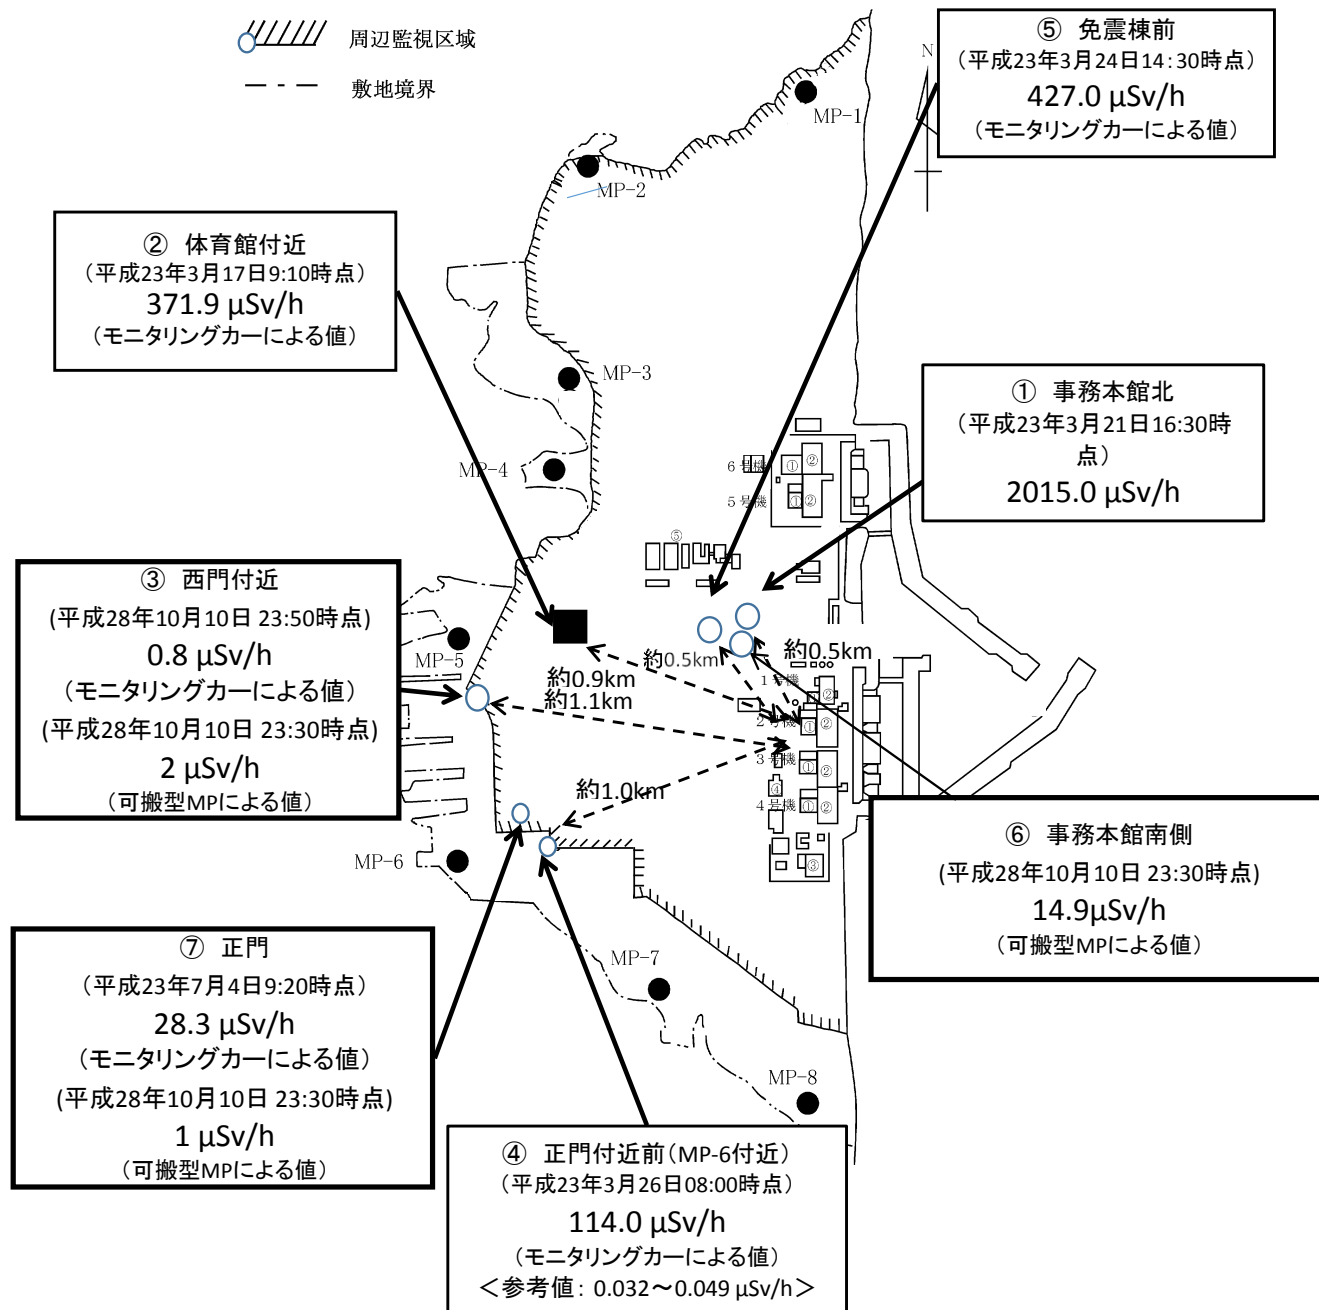 周辺監視区域
敷地境界
⑤ 免震棟前
（平成23年3月24日14：30時点）
427.0 μSv/h
（モニタリングカーによる値）
N
MP-1
MP-2
② 体育館付近
（平成23年3月17日9:10時点）
371.9 μSv/h
（モニタリングカーによる値）
MP-3
① 事務本館北
（平成23年3月21日16:30時
点）
2015.0 μSv/h
MP-4
6号機
①
②
5号機
①
②
⑤
③ 西門付近
(平成28年10月10日 23:50時点)
0.8 μSv/h
（モニタリングカーによる値）
(平成28年10月10日 23:30時点)
2 μSv/h
（可搬型MPによる値）
MP-5
約0.5km
約0.5km
約0.9km
約1.1km
1号機
②
2号機
①
②
3号機
①
②
④
4号機
①
②
③
約1.0km
MP-6
⑥ 事務本館南側
(平成28年10月10日 23:30時点)
14.9μSv/h
（可搬型MPによる値）
⑦ 正門
（平成23年7月4日9:20時点）
28.3 μSv/h
（モニタリングカーによる値）
(平成28年10月10日 23:30時点)
1 μSv/h
（可搬型MPによる値）
MP-7
MP-8
④ 正門付近前（MP-6付近）
（平成23年3月26日08:00時点）
114.0 μSv/h
（モニタリングカーによる値）
＜参考値： 0.032～0.049 μSv/h＞